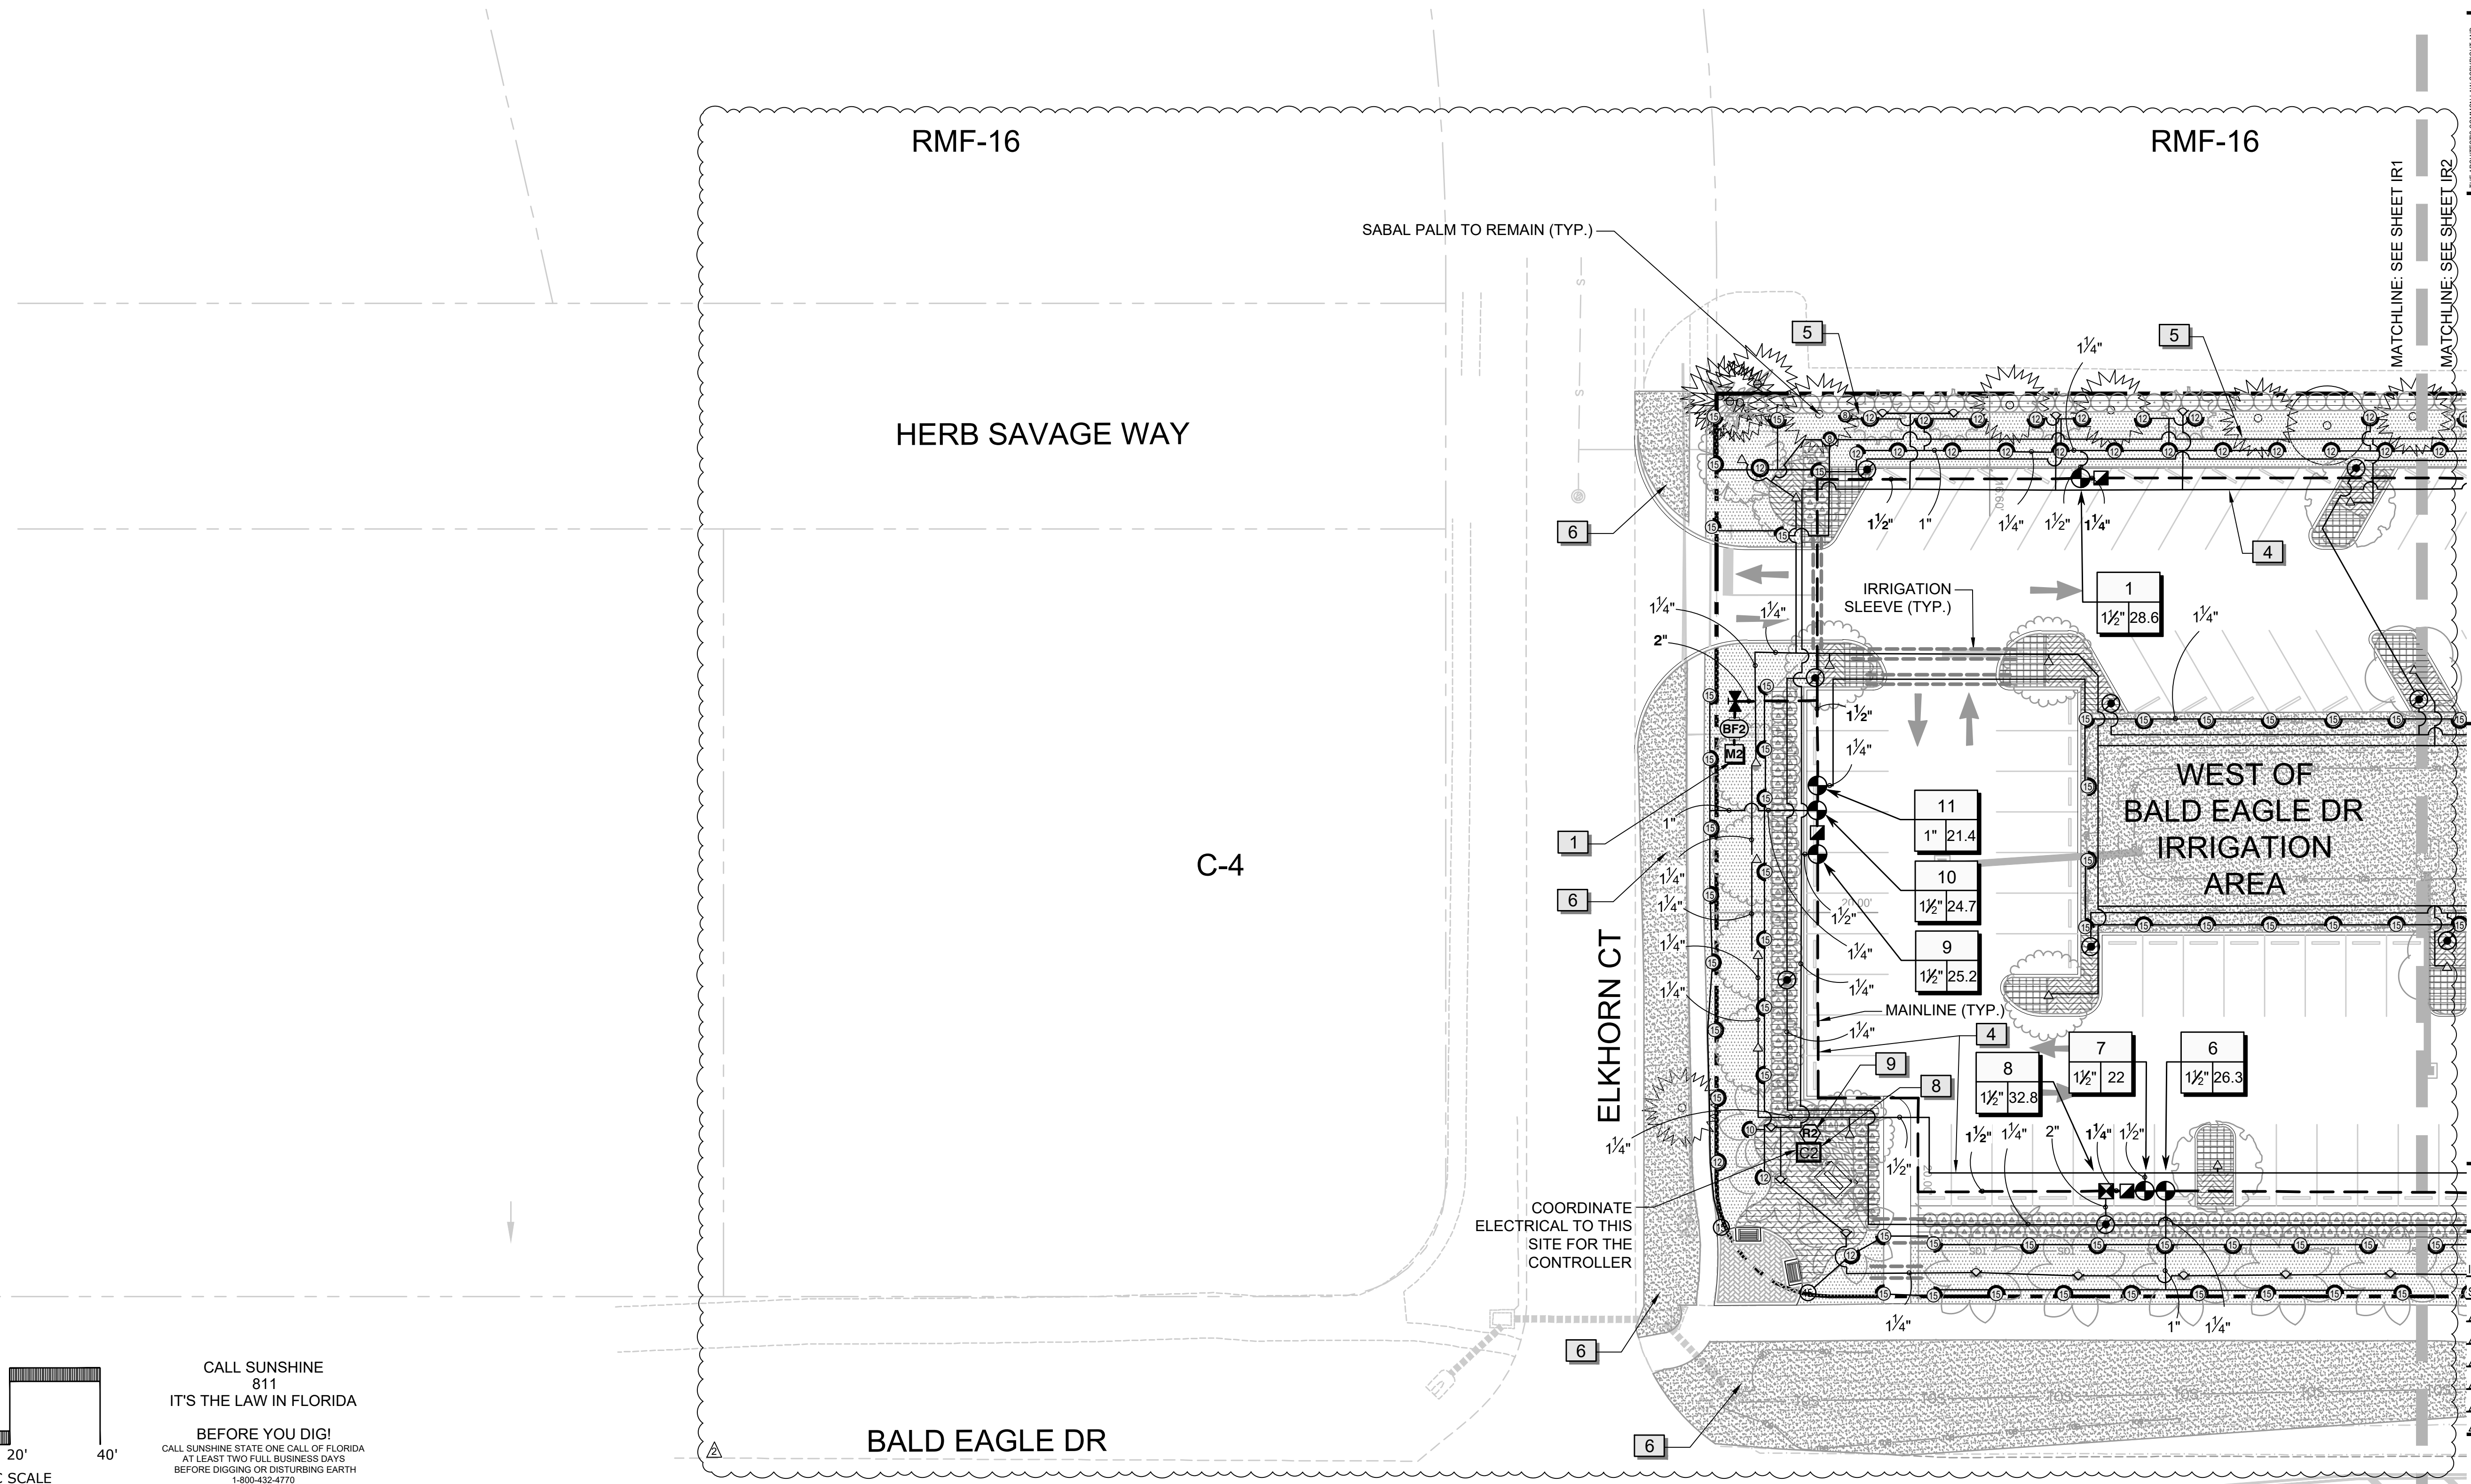 RMF-16
RMF-16
MATCHLINE: SEE SHEET IR1
MATCHLINE: SEE SHEET IR2
SABAL PALM TO REMAIN (TYP.)
5
5
1¼"
HERB SAVAGE WAY
6
1½"
1"
1¼"
1½"
1¼"
4
IRRIGATION
SLEEVE (TYP.)
1
1½" 28.6
1¼"
1¼"
1¼"
2"
BF2
M2
1½"
1¼"
WEST OF
BALD EAGLE DR
IRRIGATION
AREA
1
1"
11
1" 21.4
10
1½" 24.7
9
1½" 25.2
C-4
6
1¼"
1¼"
1½"
20.00'
1¼"
1¼"
1¼"
1¼"
ELKHORN CT
MAINLINE (TYP.)
1¼"
4
9
8
8
1½" 32.8
7
1½" 22
6
1½" 26.3
R2
C2
1¼"
1½"
1½"
1¼"
2"
1¼"
1½"
COORDINATE
ELECTRICAL TO THIS
SITE FOR THE
CONTROLLER
6
1¼"
1"
1¼"
6
BALD EAGLE DR
2
20'
40'
C SCALE
CALL SUNSHINE
811
IT'S THE LAW IN FLORIDA
BEFORE YOU DIG!
CALL SUNSHINE STATE ONE CALL OF FLORIDA
AT LEAST TWO FULL BUSINESS DAYS
BEFORE DIGGING OR DISTURBING EARTH
1-800-432-4770